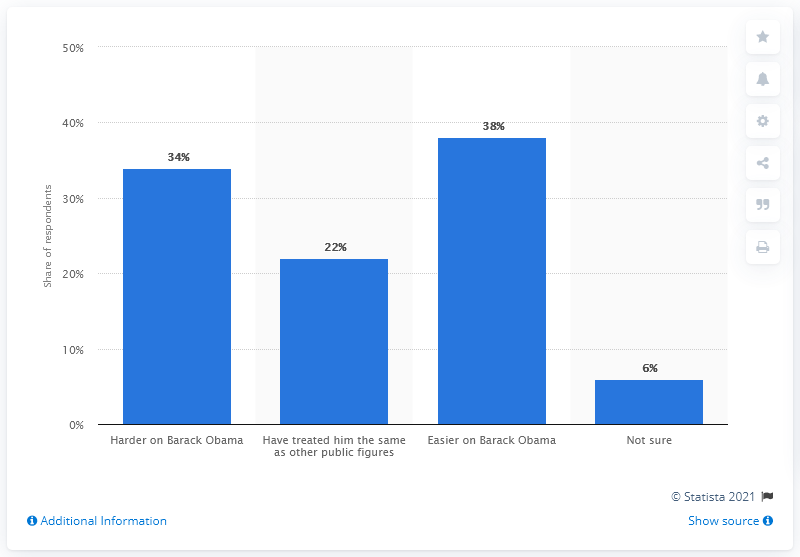 50%
40%
30%
20%
10%
0%
Share of respondents
34%
22%
38%
6%
Harder on Barack Obama
Have treated him the same
as other public figures
Easier on Barack Obama
Not sure
© Statista 2021
Additional Information
Show source